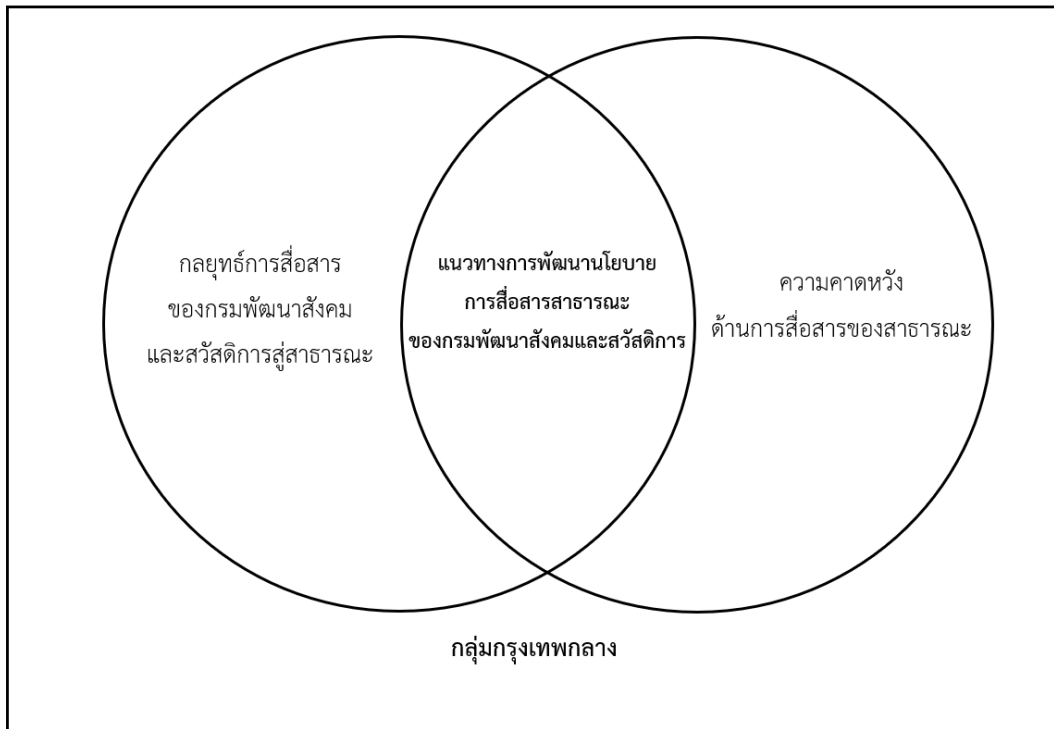 กลยุทธ์การสื่อสาร
ของกรมพัฒนาสังคม
และสวัสดิการสู่สาธารณะ
แนวทางการพัฒนานโยบาย
การสื่อสารสาธารณะ
ของกรมพัฒนาสังคมและสวัสดิการ
ความคาดหวัง
ด้านการสื่อสารของสาธารณะ
กลุ่มกรุงเทพกลาง